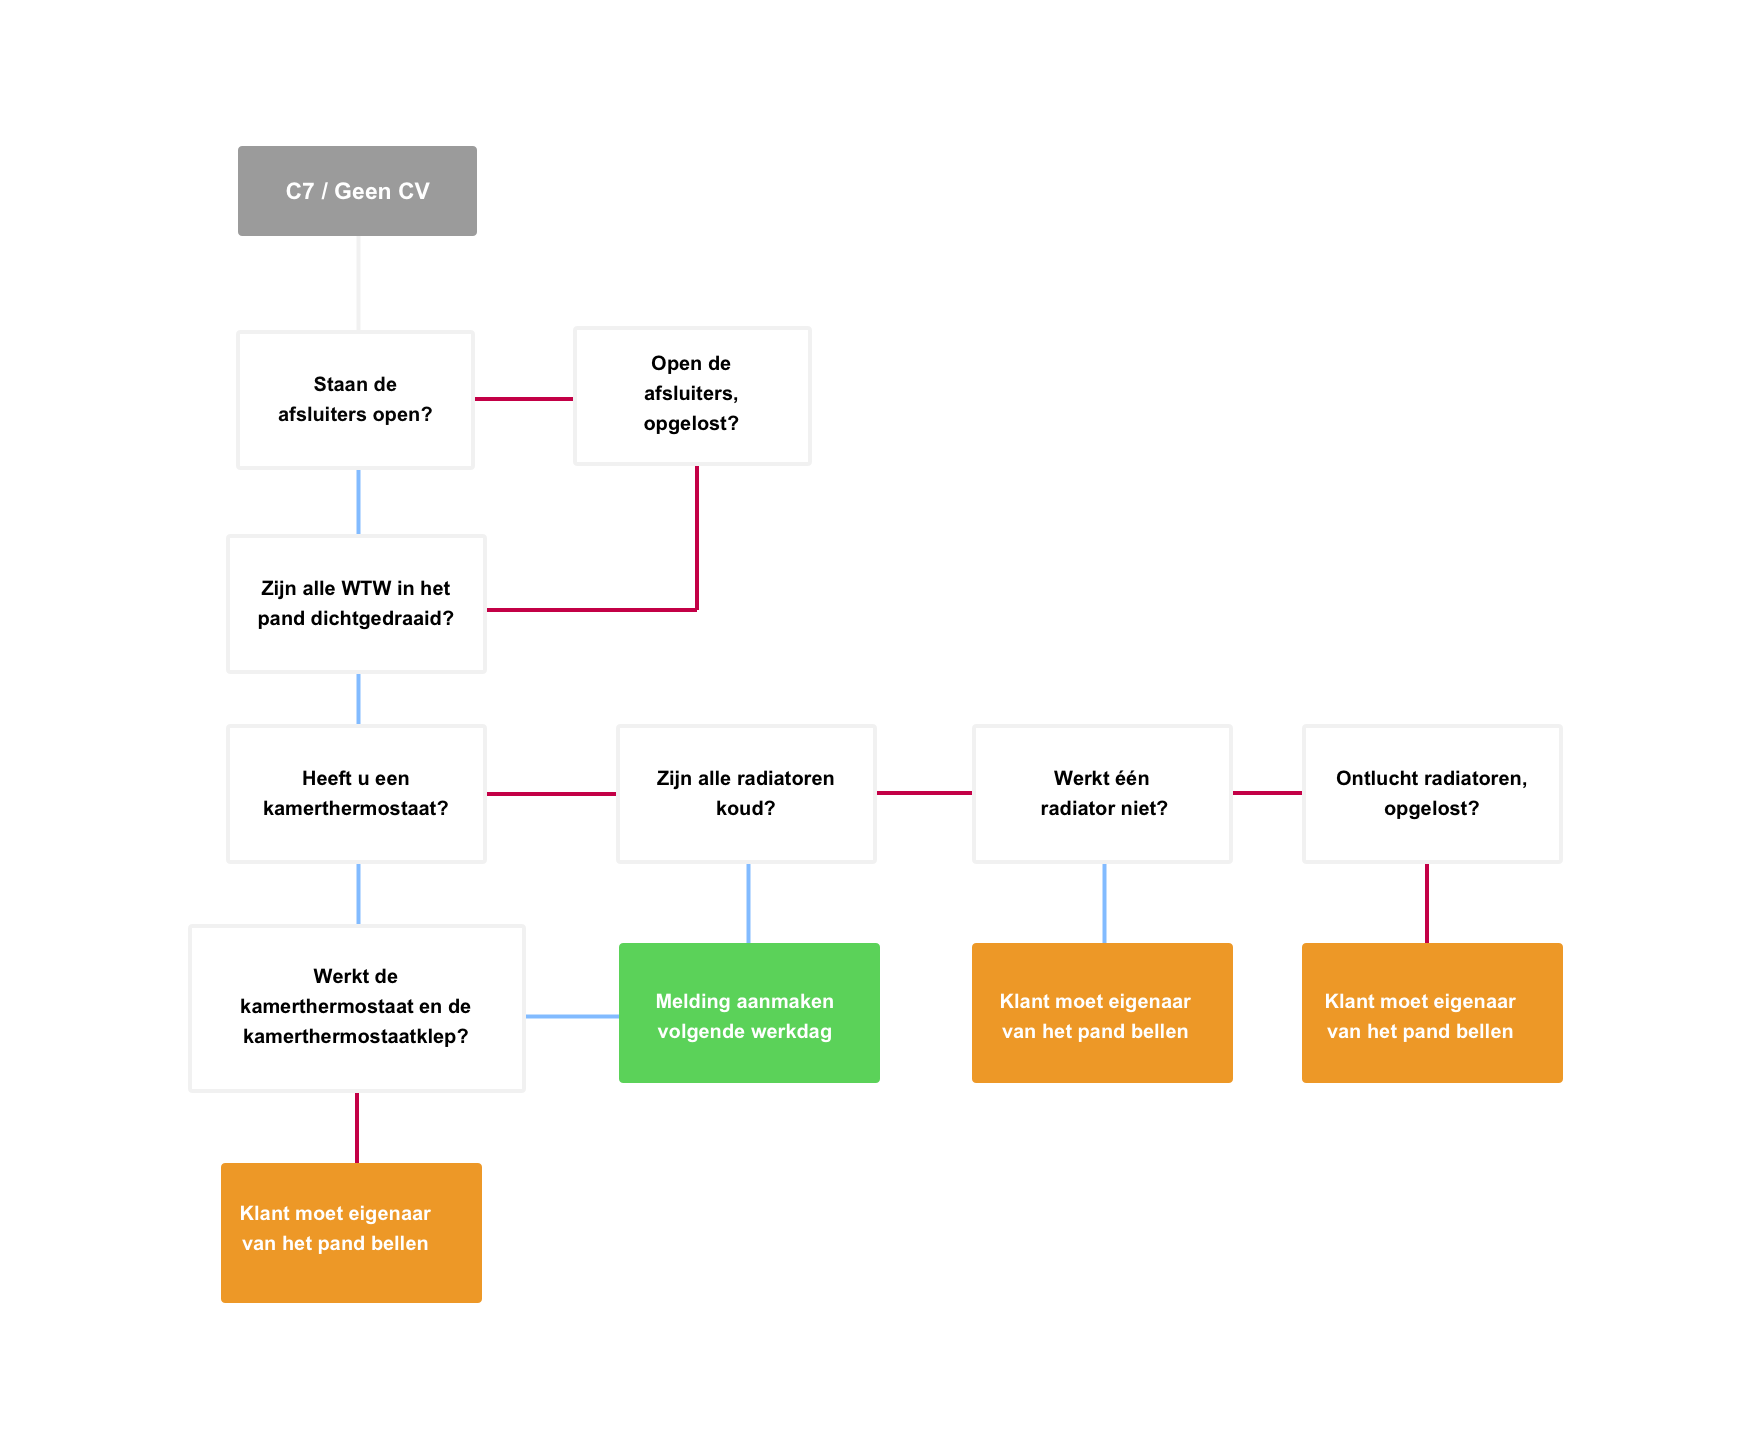 C7 / Geen CV
Staan de
afsluiters open?
Open de
afsluiters,
opgelost?
Zijn alle WTW in het
pand dichtgedraaid?
Heeft u een
kamerthermostaat?
Zijn alle radiatoren
koud?
Werkt één
radiator niet?
Ontlucht radiatoren,
opgelost?
Werkt de
kamerthermostaat en de
kamerthermostaatklep?
Melding aanmaken
volgende werkdag
Klant moet eigenaar
van het pand bellen
Klant moet eigenaar
van het pand bellen
Klant moet eigenaar
van het pand bellen